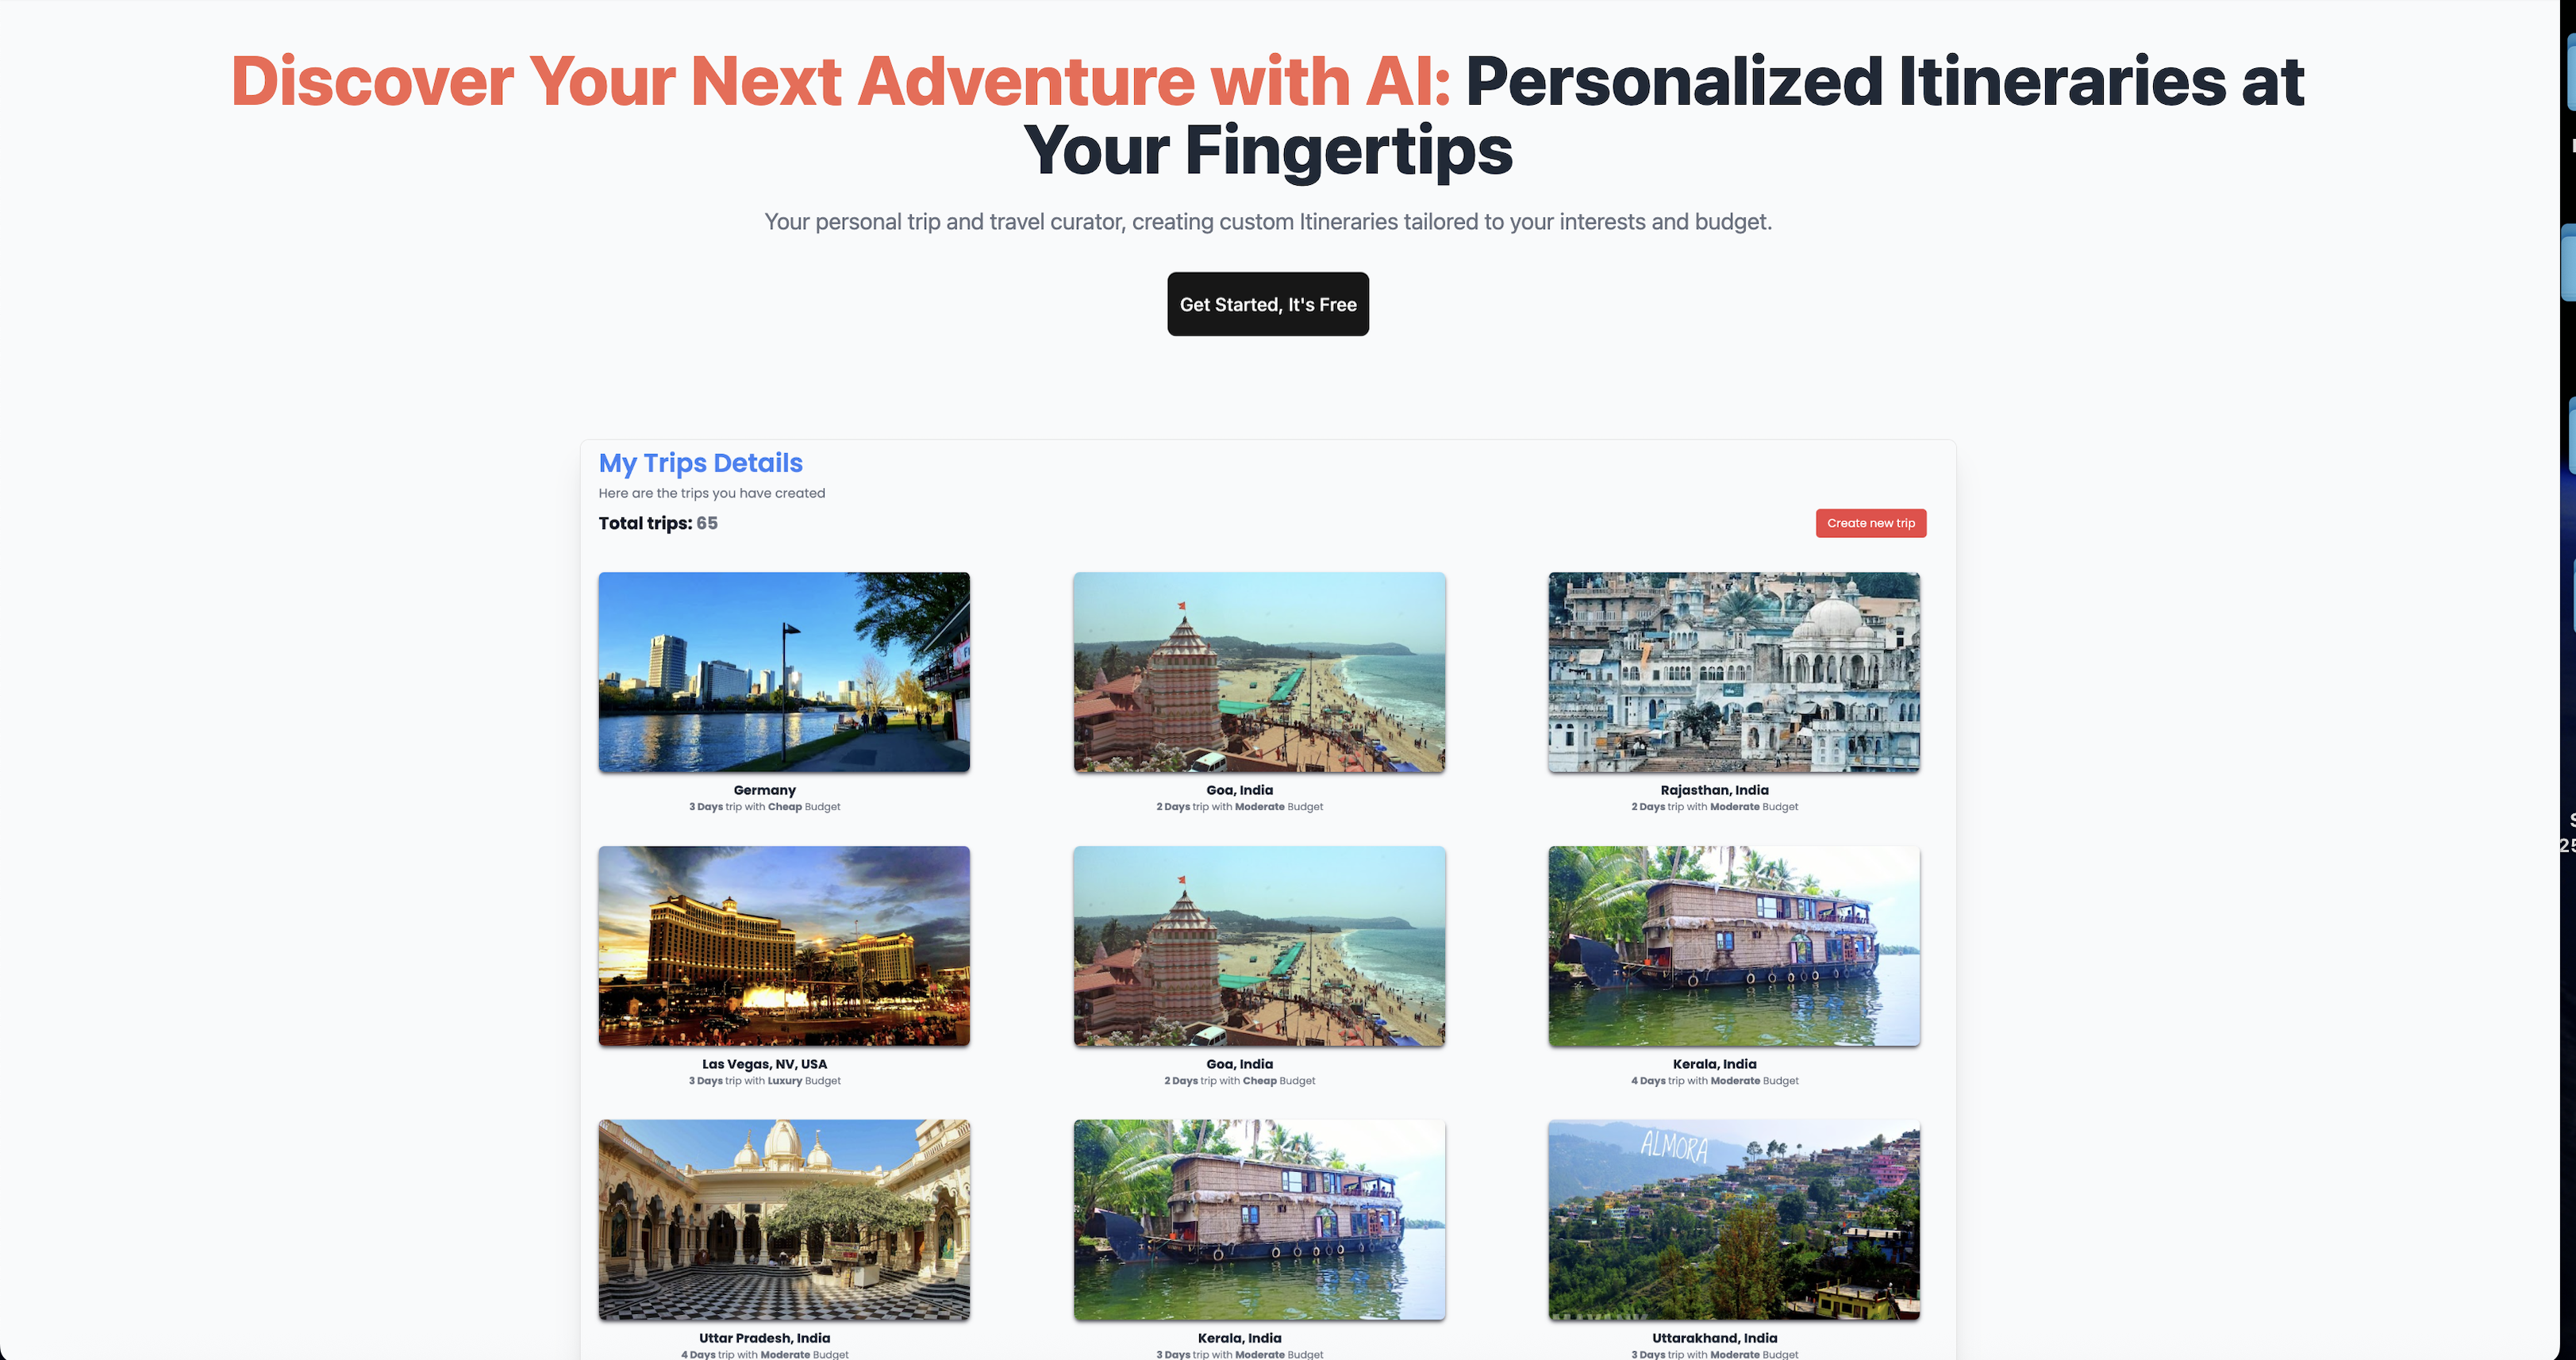 Discover Your Next Adventure with AI: Personalized Itineraries at
Your Fingertips
Your personal trip and travel curator, creating custom Itineraries tailored to your interests and budget.
Get Started, It's Free
My Trips Details
Here are the trips you have created
Total trips: 65
Create new trip
Germany
3 Days trip with Cheap Budget
Goa, India
2 Days trip with Moderate Budget
Rajasthan, India
2 Days trip with Moderate Budget
Las Vegas, NV, USA
3 Days trip with Luxury Budget
Goa, India
2 Days trip with Cheap Budget
Kerala, India
4 Days trip with Moderate Budget
ALMORA
Uttar Pradesh, India
4 Days trip with Moderate Budget
Kerala, India
3 Days trip with Moderate Budget
Uttarakhand, India
3 Days trip with Moderate Budget